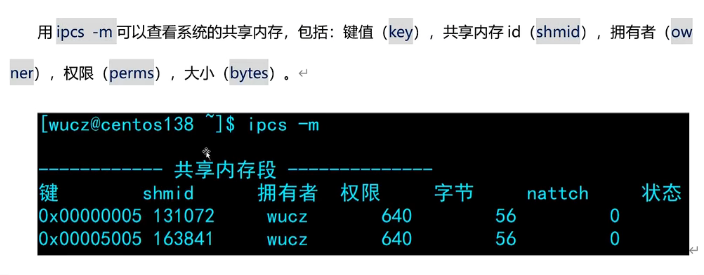 用 ipcs -m 可以查看系统的共享内存，包括：键值（key），共享内存 id（shmid），拥有者（ow
ner），权限（perms），大小（bytes）。
[wucz@centos138 ~]$ ipcs -m
------------ 共享内存段 --------------
键 shmid 拥有者 权限 字节 nattch 状态
0x00000005 131072 wucz 640 56 0
0x00005005 163841 wucz 640 56 0